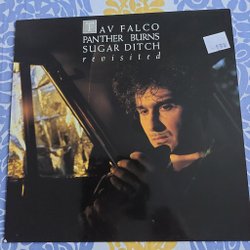 TAV FALCO
PANTHER BURNS
SUGAR DITCH
revisited